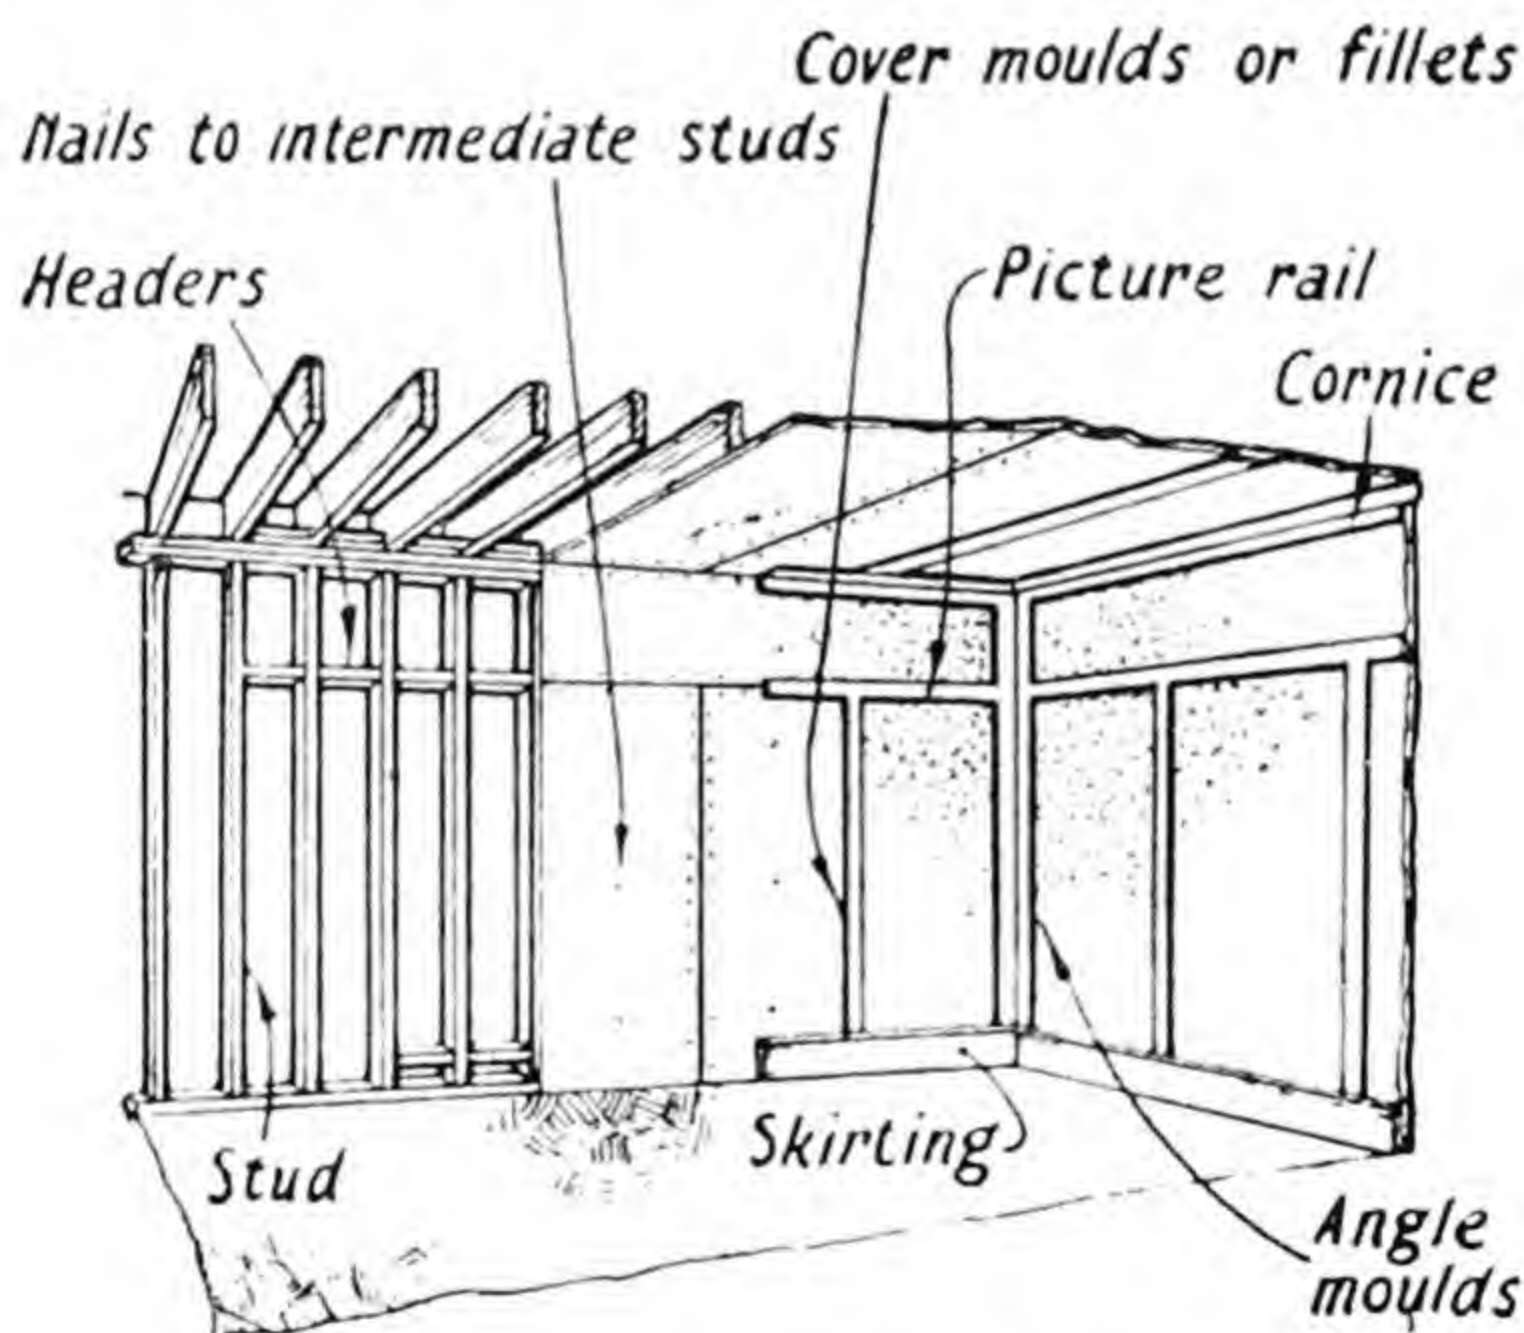 Cover moulds or fillets
Nails to intermediate studs
Headers
Picture rail
Cornice
Stud
Skirting
Angle
moulds